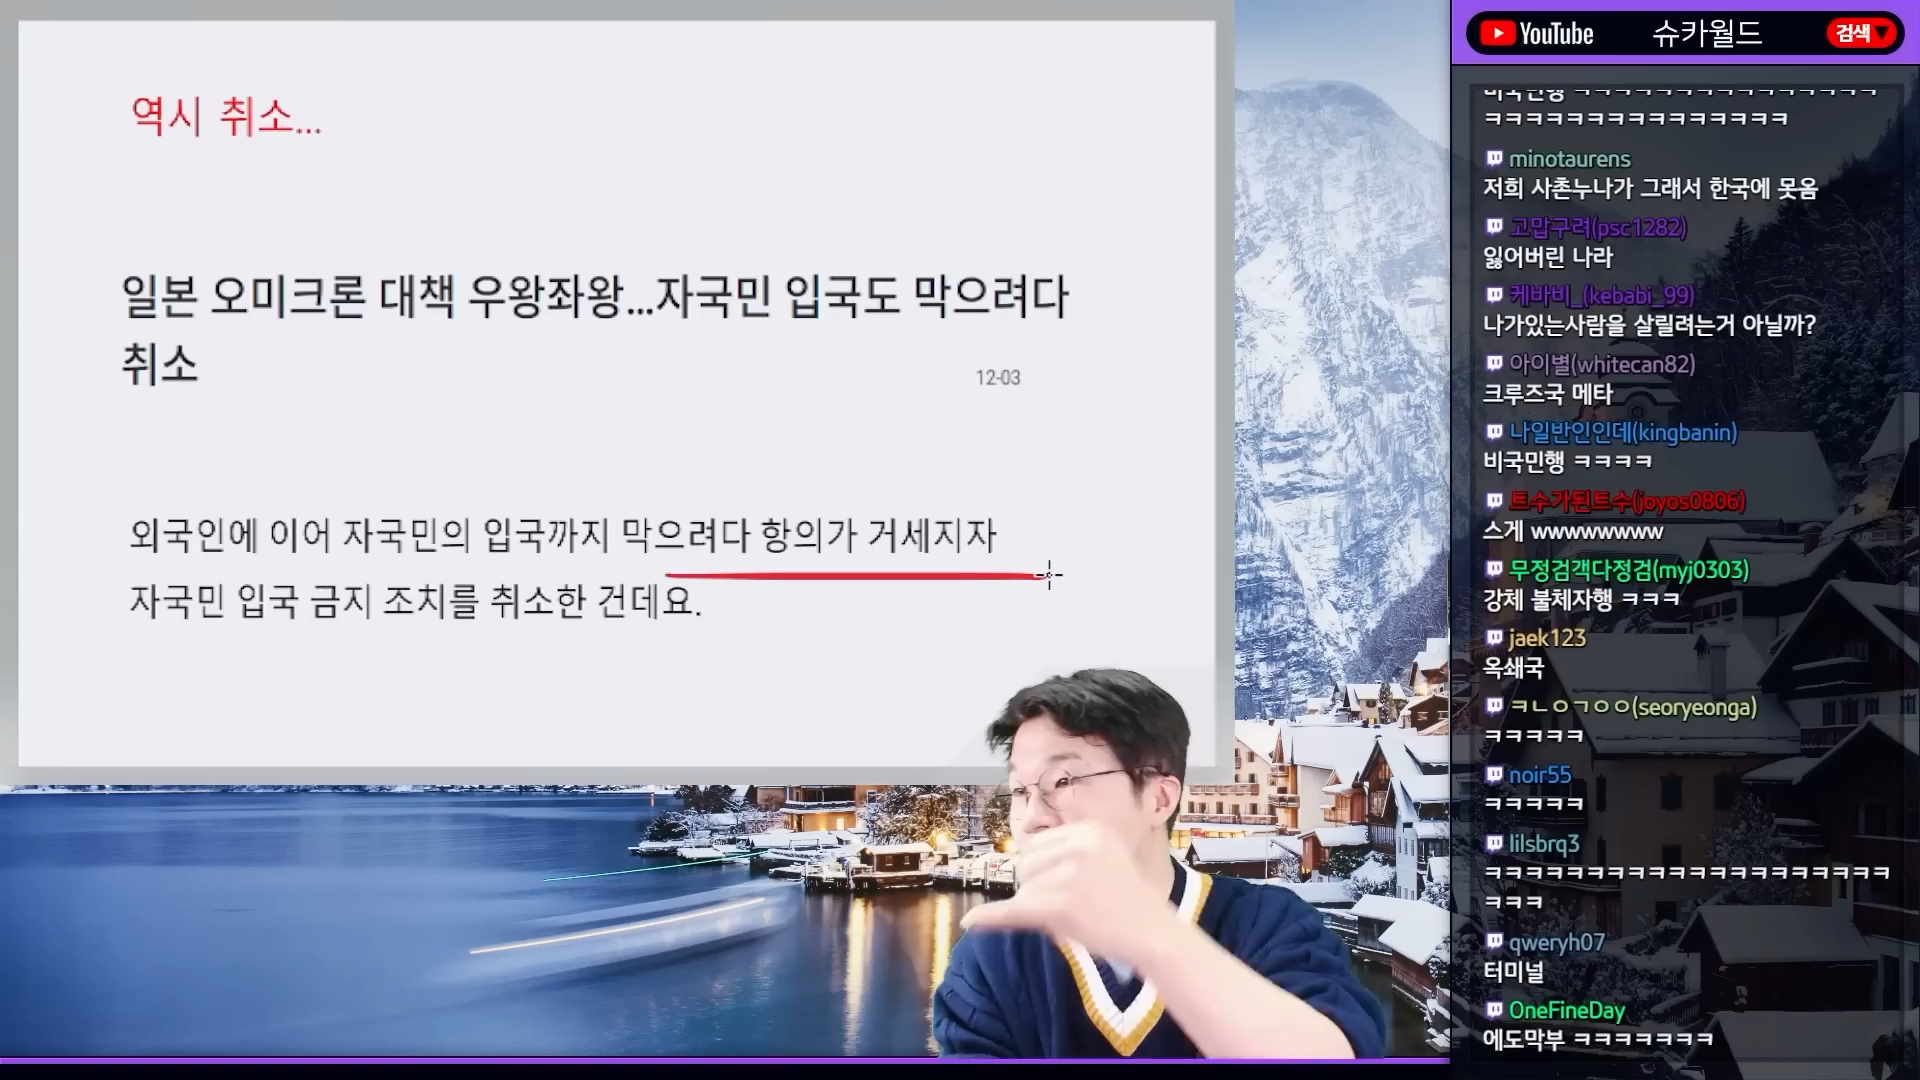 역시 취소...
일본 오미크론 대책 우왕좌왕...자국민 입국도 막으려다
취소
12-03
외국인에 이어 자국민의 입국까지 막으려다 항의가 거세지자
자국민 입국 금지 조치를 취소한 건데요.
YouTube 슈카월드 검색▼
ㅋㅋㅋㅋㅋㅋㅋㅋㅋㅋㅋㅋㅋㅋㅋ
minotaurens
저희 사촌누나가 그래서 한국에 못옴
고맙구려(psc1282)
잃어버린 나라
케바비_(kebabi_99)
나가있는사람을 살릴려는거 아닐까?
아이별(whitecan82)
크루즈국 메타
나일반인인데(kingbanin)
비국민행 ㅋㅋㅋㅋ
트수가된트수(joyos0806)
스게 wwwwwwwww
무정검객다정검(myj0303)
강체 불체자행 ㅋㅋㅋ
jaek123
옥쇄국
ㅋㄴㅇㄱㅇㅇ(seoryeonga)
ㅋㅋㅋㅋㅋ
noir55
ㅋㅋㅋㅋㅋ
lilsbrq3
ㅋㅋㅋㅋㅋㅋㅋㅋㅋㅋㅋㅋㅋㅋㅋㅋㅋㅋㅋㅋ
ㅋㅋㅋ
qweryh07
터미널
OneFineDay
에도막부 ㅋㅋㅋㅋㅋㅋㅋ